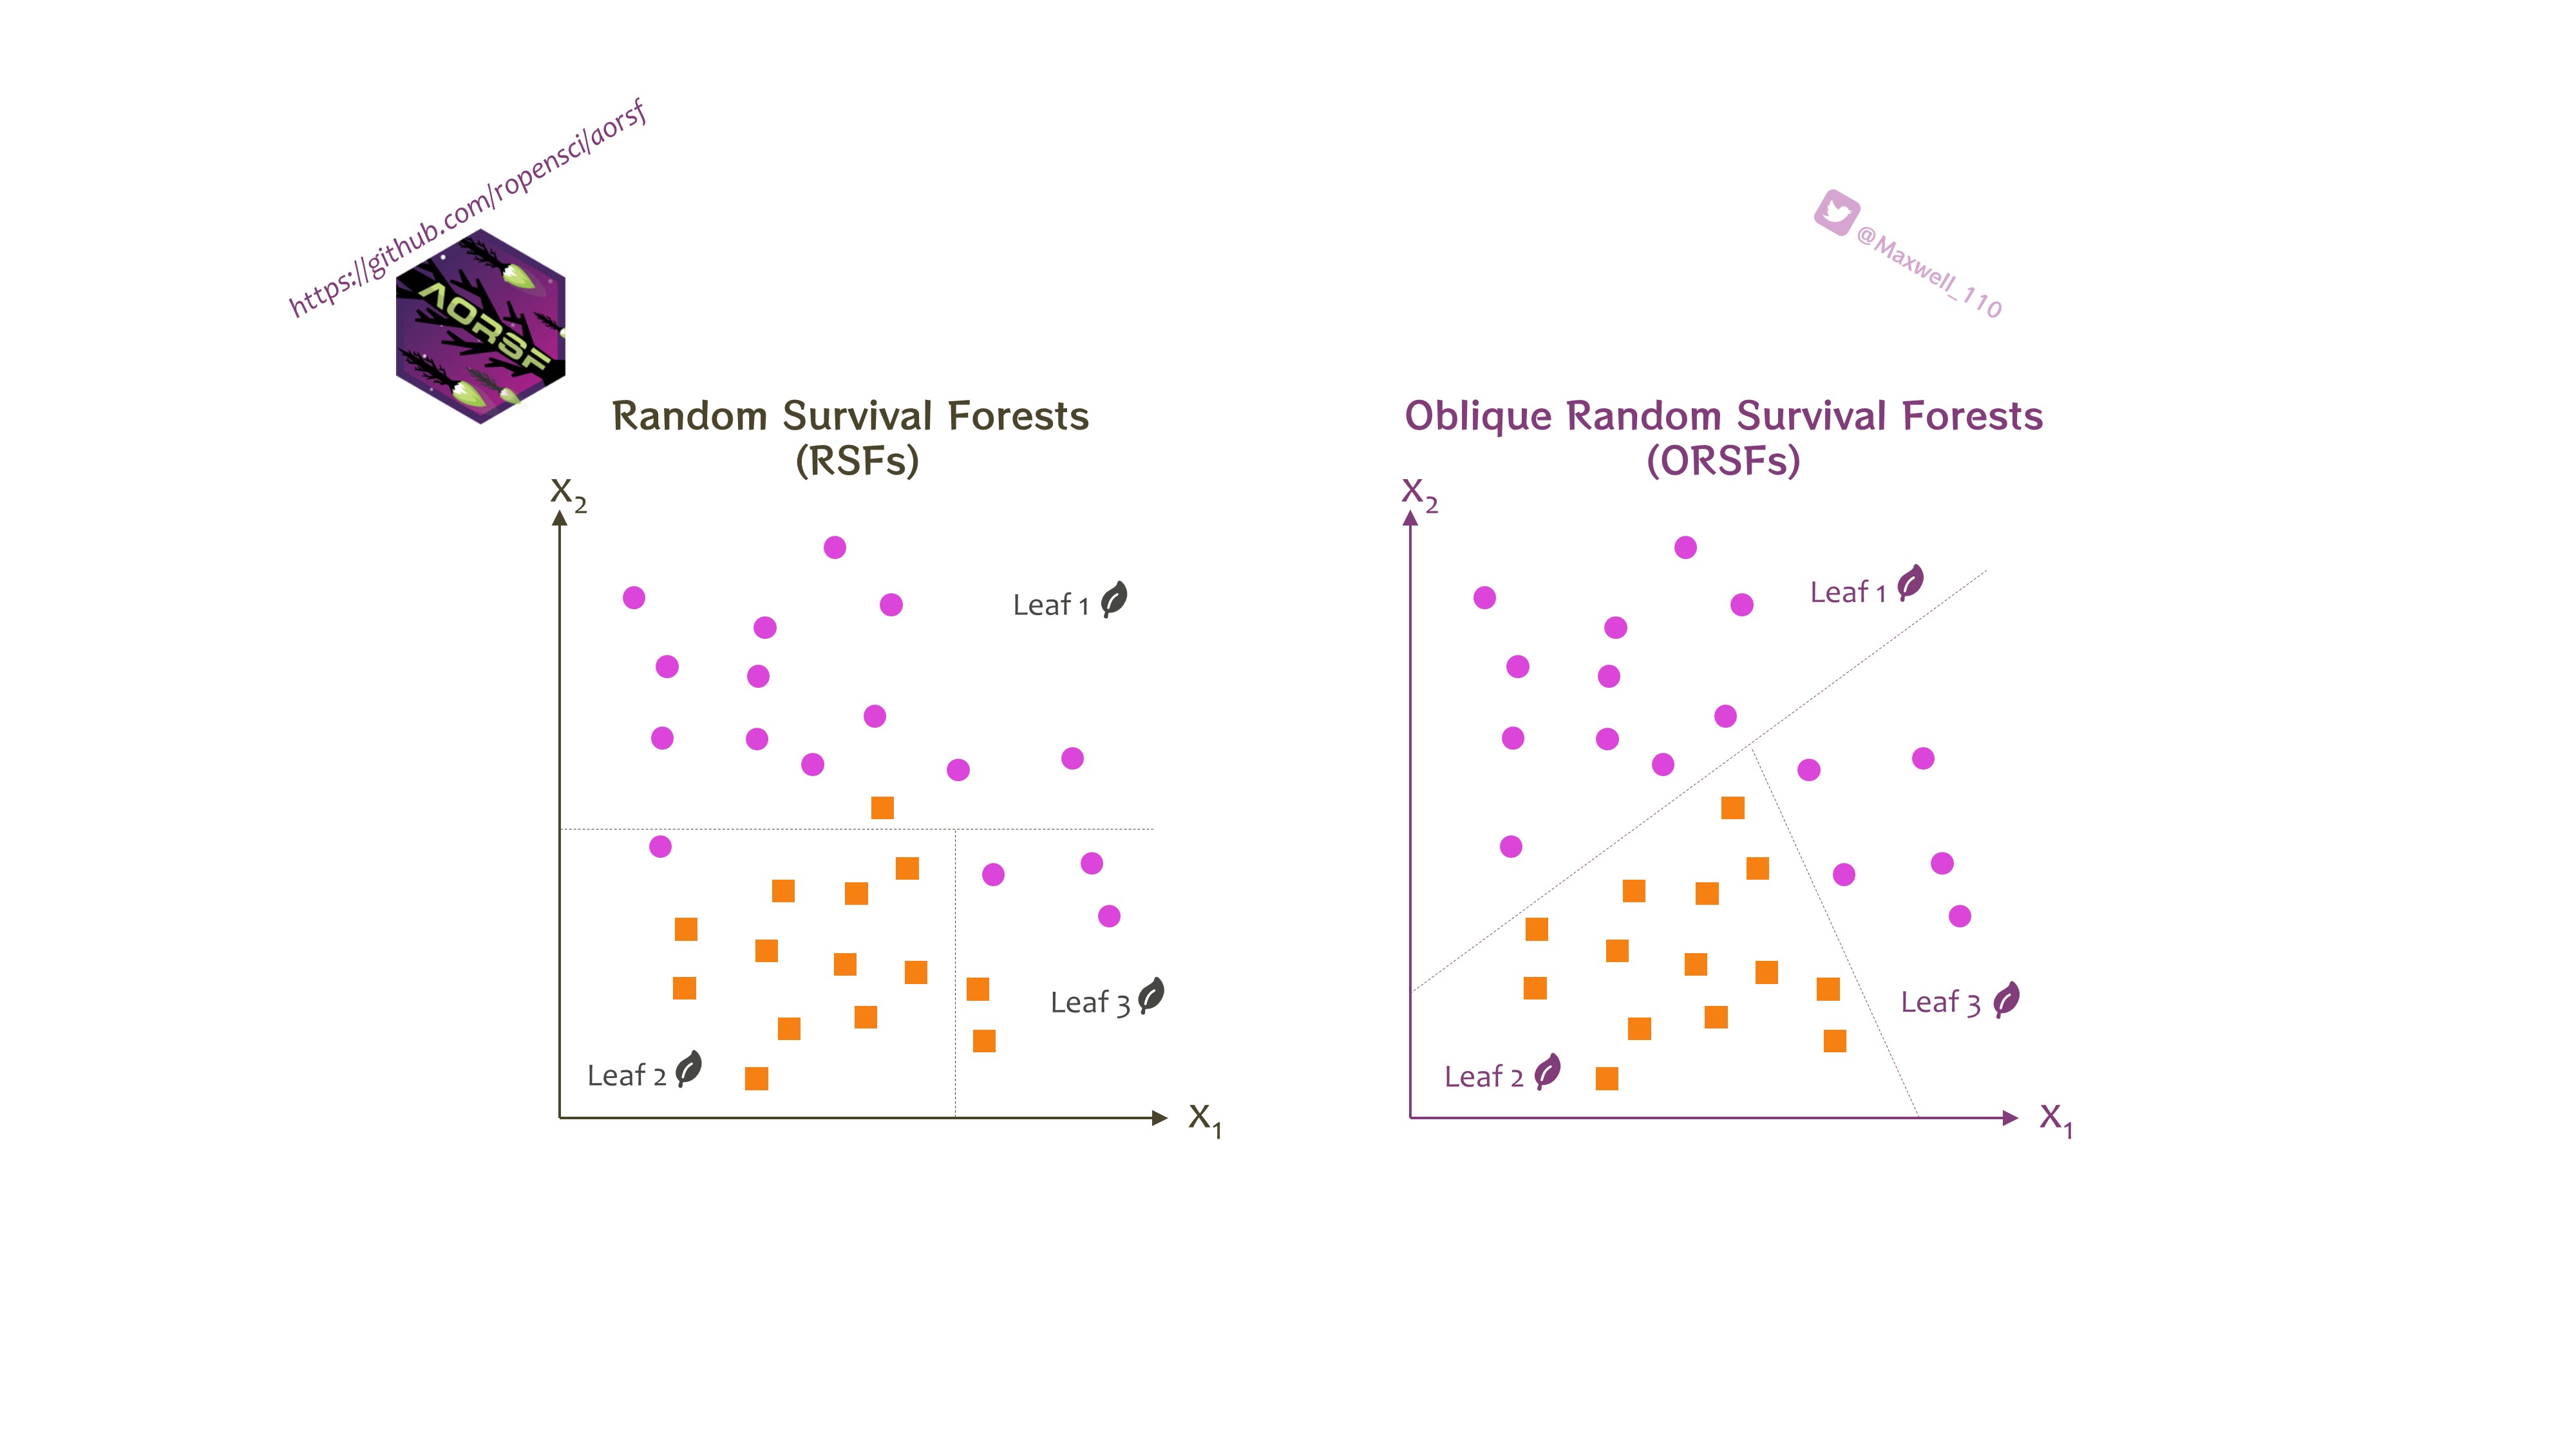 https://github.com/ropensci/aorsf
AORSF
@Maxwell_110
Random Survival Forests
(RSFs)
X2
Leaf 1
Leaf 2
Leaf 3
X1
Oblique Random Survival Forests
(ORSFs)
X2
Leaf 1
Leaf 2
Leaf 3
X1